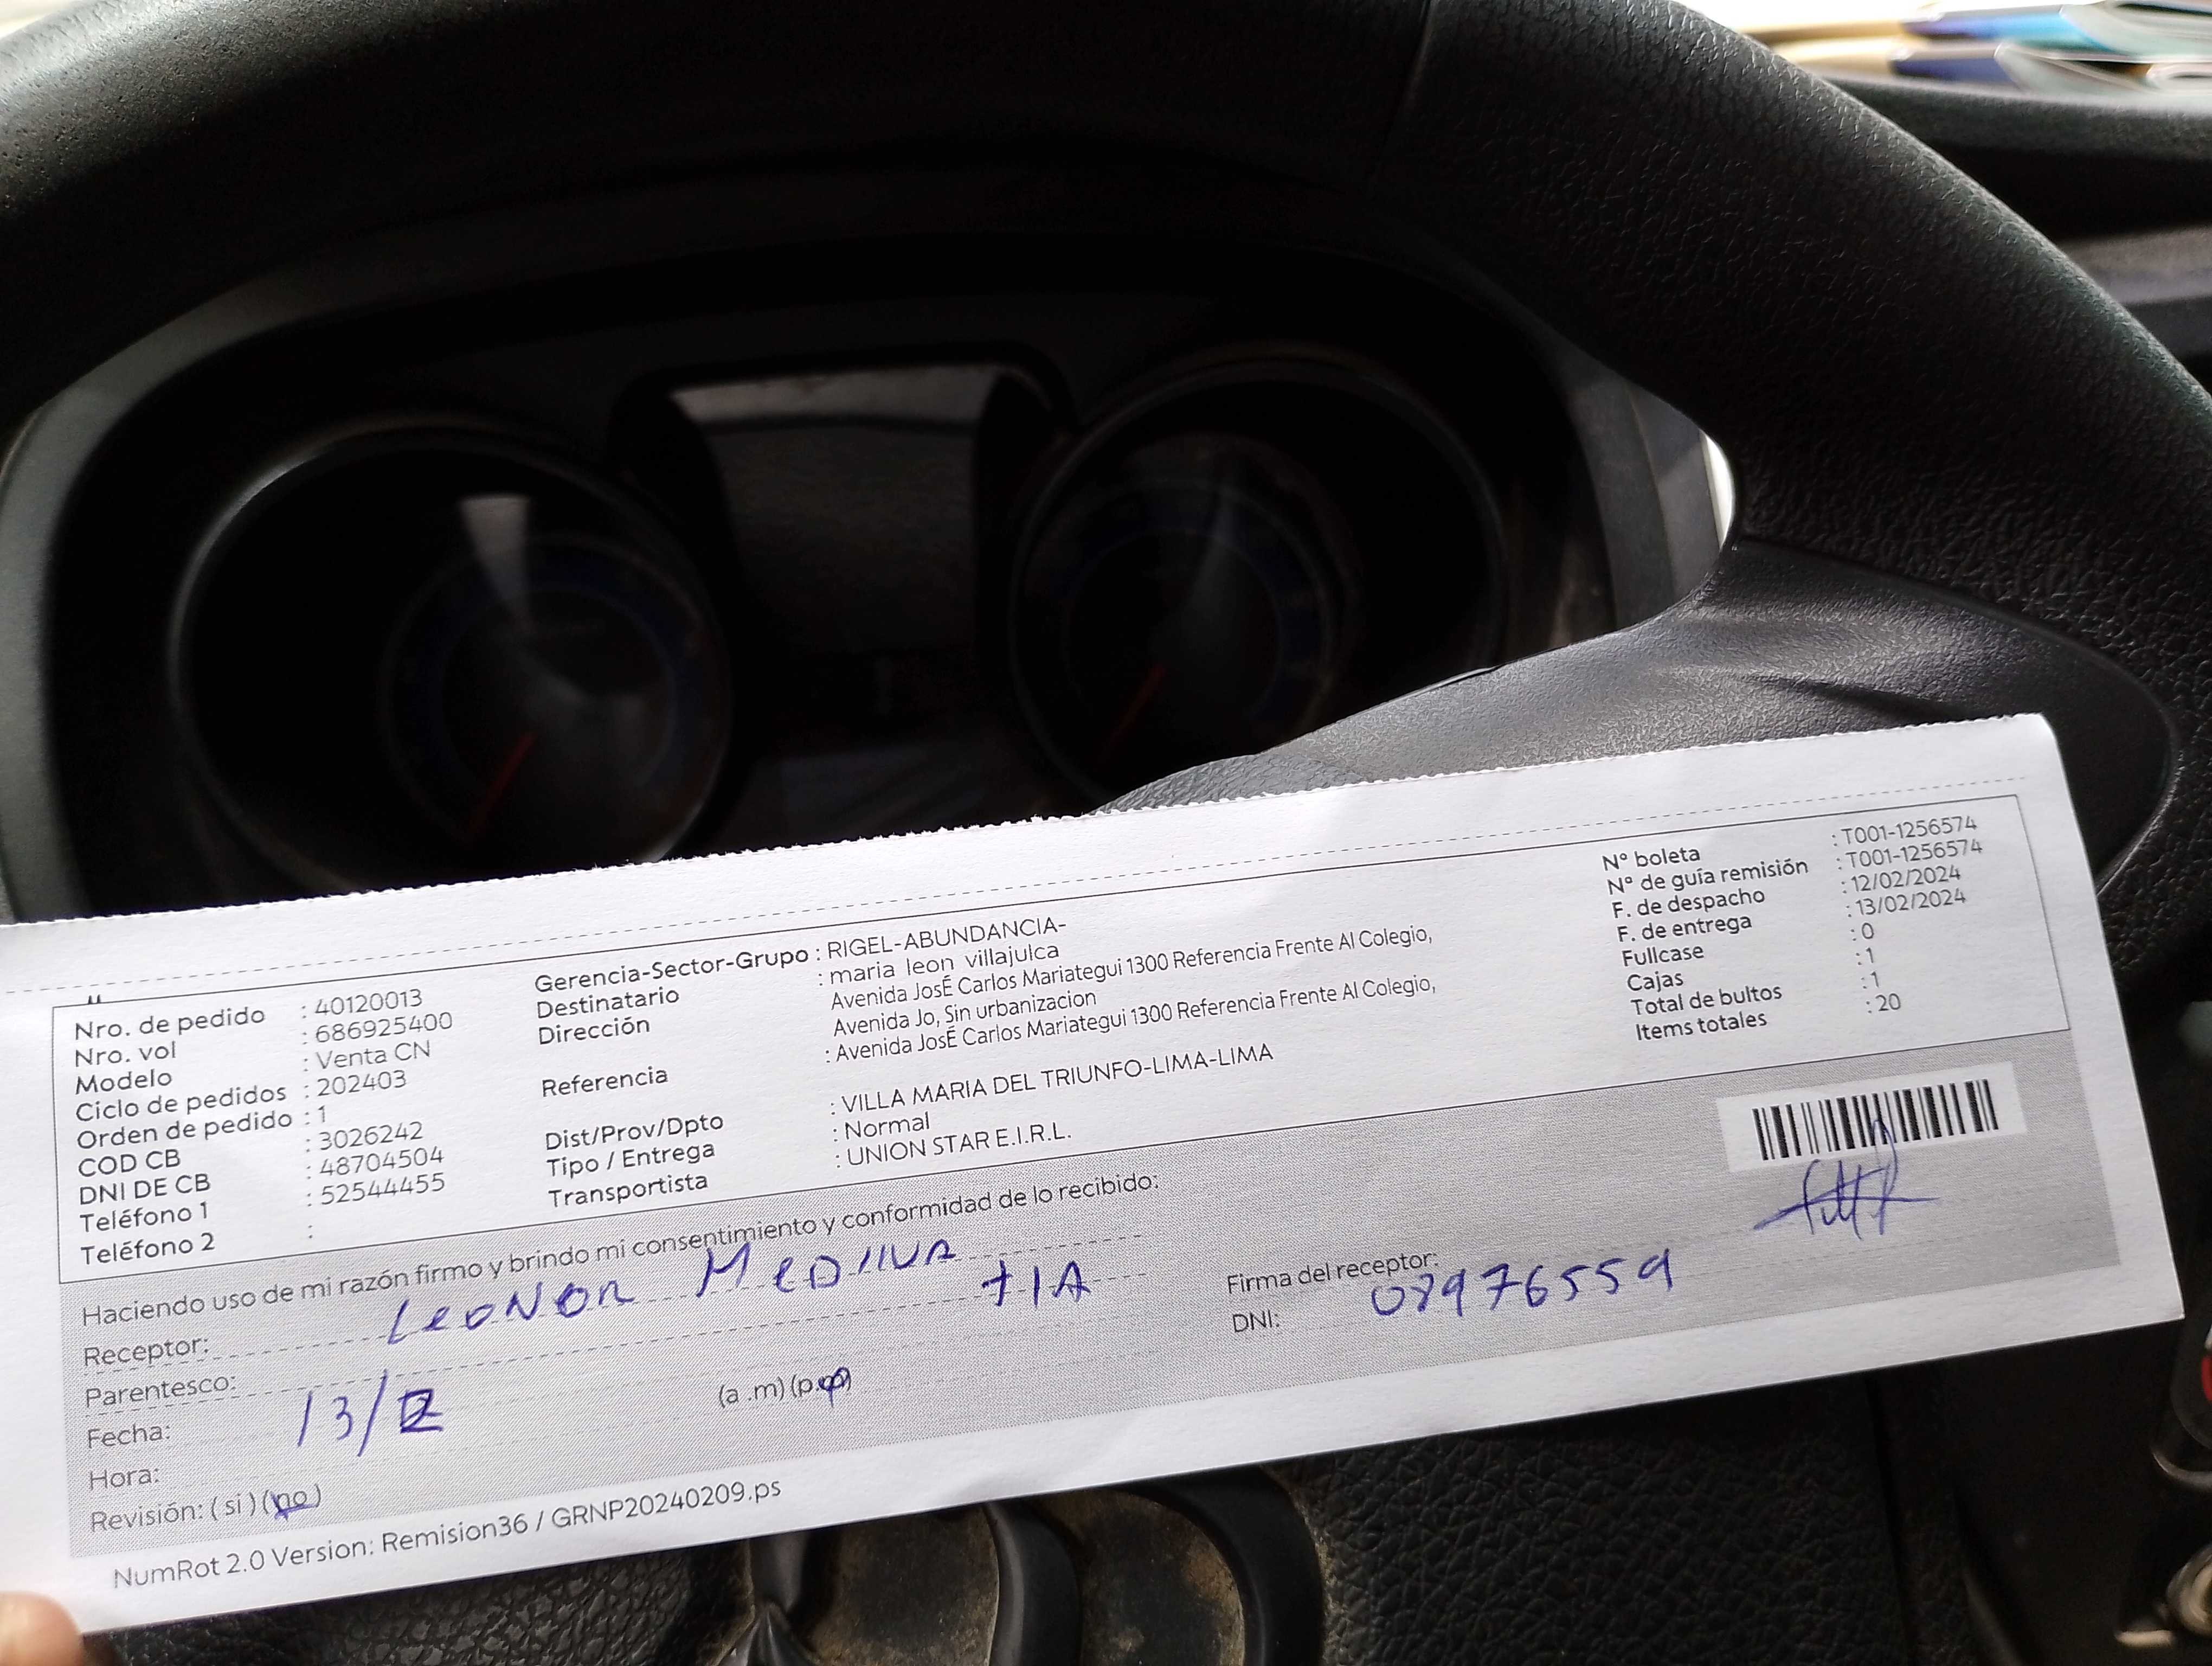 Nro. de pedido : 40120013
Nro. vol : 686925400
Modelo : Venta CN
Ciclo de pedidos : 202403
Orden de pedido : 1
COD CB : 3026242
DNI DE CB : 48704504
Teléfono 1 : 52544455
Teléfono 2 :
Gerencia-Sector-Grupo : RIGEL-ABUNDANCIA-
Destinatario : maria leon villajulca
Dirección Avenida JosÉ Carlos Mariategui 1300 Referencia Frente Al Colegio,
Avenida Jo, Sin urbanizacion
Referencia : Avenida JosÉ Carlos Mariategui 1300 Referencia Frente Al Colegio,
Dist/Prov/Dpto : VILLA MARIA DEL TRIUNFO-LIMA-LIMA
Tipo / Entrega : Normal
Transportista : UNION STAR E.I.R.L.
N° boleta : T001-1256574
N° de guía remisión : T001-1256574
F. de despacho : 12/02/2024
F. de entrega : 13/02/2024
Fullcase : 0
Cajas : 1
Total de bultos : 1
Items totales : 20
Haciendo uso de mi razón firmo y brindo mi consentimiento y conformidad de lo recibido:
Receptor: LeoNOR MeDINA
Parentesco: TIA
Fecha: 13/2
Hora: (a .m) (p.m)
Revisión: ( si ) ( no )
Firma del receptor:
DNI: 08976559
NumRot 2.0 Version: Remision36 / GRNP20240209.ps